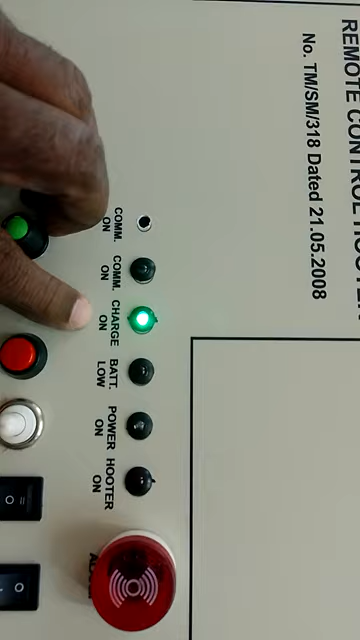 REMOTE CONTROL HOOTER
No. TM/SM/318 Dated 21.05.2008
COMM.
ON
COMM.
ON
CHARGE
ON
BATT.
LOW
POWER
ON
HOOTER
ON